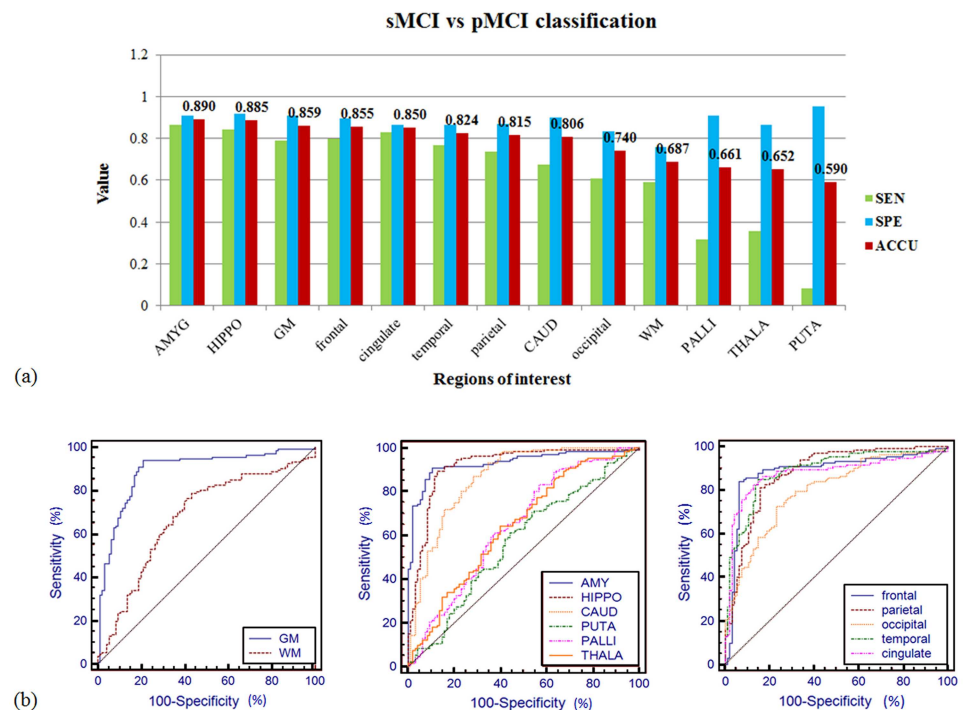 sMCI vs pMCI classification
1.2
1
0.8
0.6
0.4
0.2
0
Value
0.890
0.885
0.859
0.855
0.850
0.824
0.815
0.806
0.740
0.687
0.661
0.652
0.590
SEN
SPE
ACCU
AMYG
HIPPO
GM
frontal
cingulate
temporal
parietal
CAUD
occipital
WM
PALLI
THALA
PUTA
Regions of interest
(a)
100
80
60
40
20
0
Sensitivity (%)
GM
WM
0 20 40 60 80 100
100-Specificity (%)
100
80
60
40
20
0
Sensitivity (%)
AMY
HIPPO
CAUD
PUTA
PALLI
THALA
0 20 40 60 80 100
100-Specificity (%)
100
80
60
40
20
0
Sensitivity (%)
frontal
parietal
occipital
temporal
cingulate
0 20 40 60 80 100
100-Specificity (%)
(b)